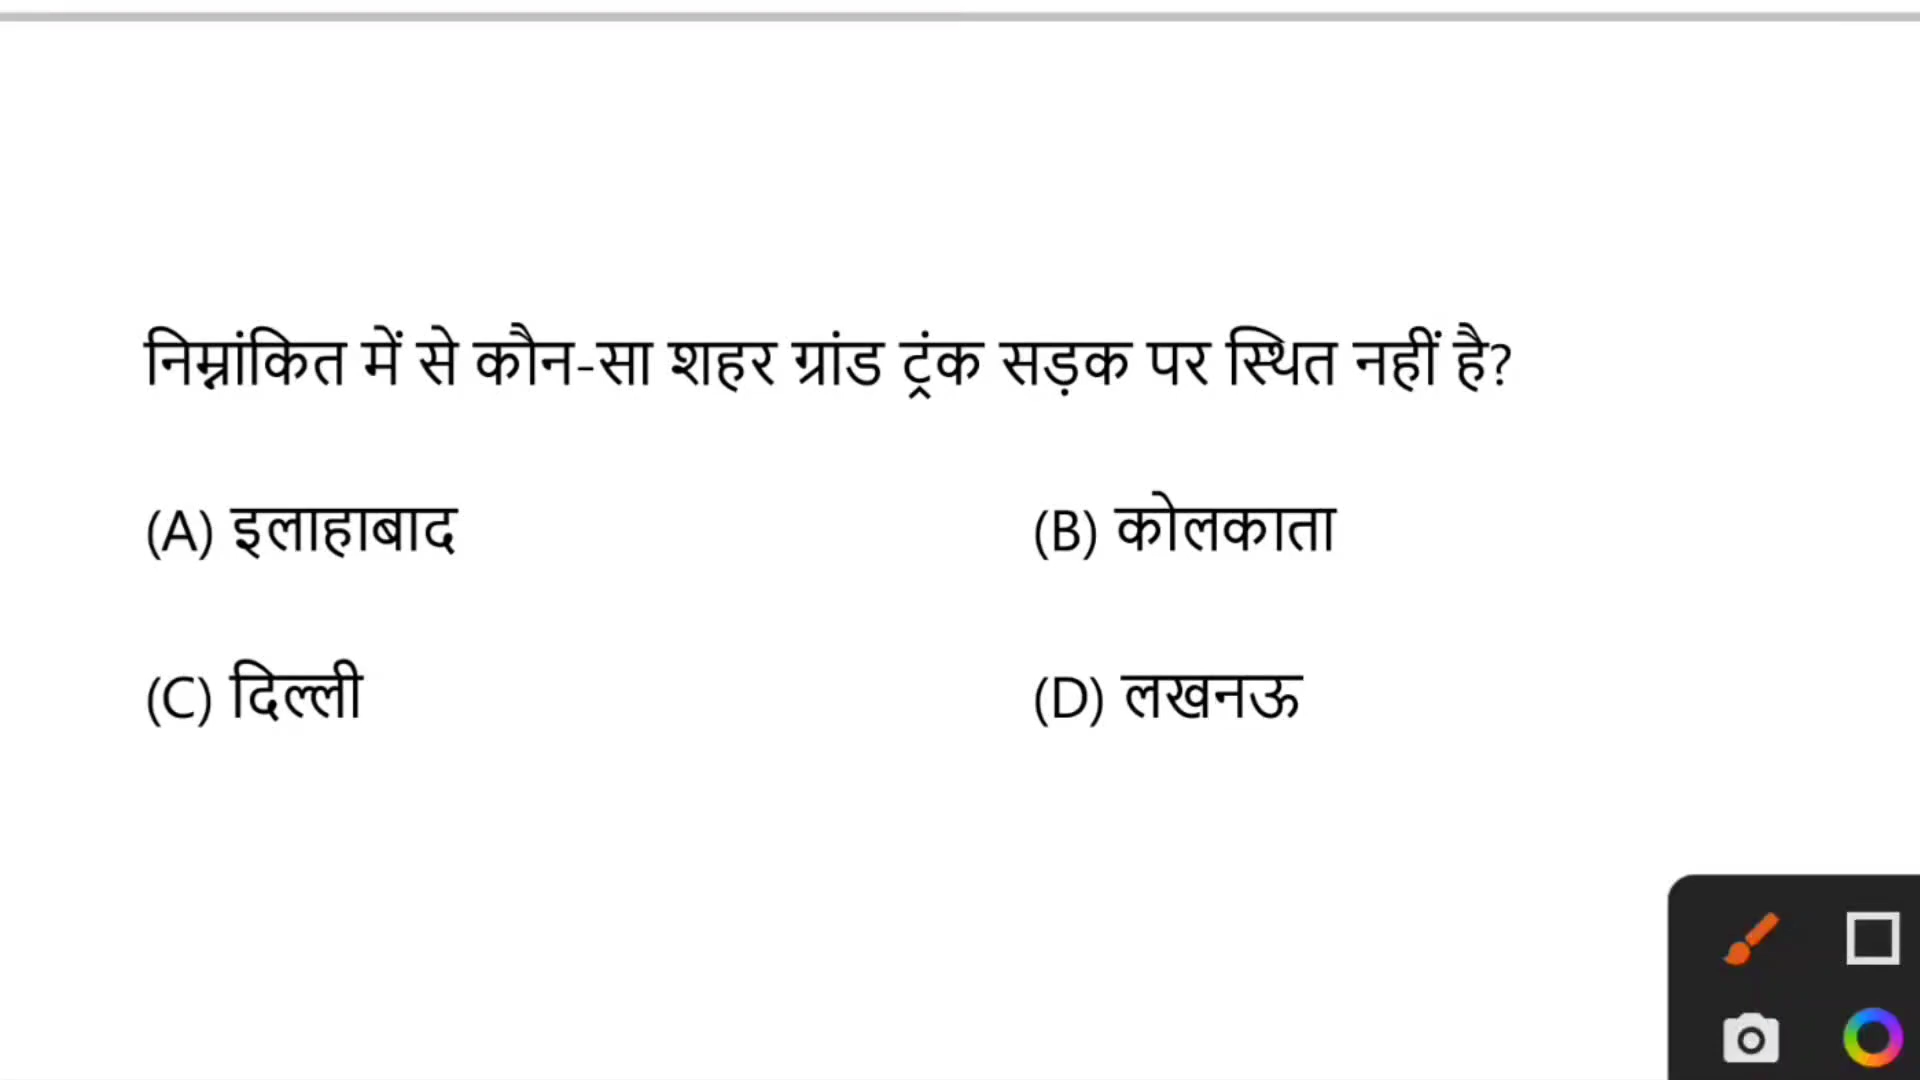 निम्नांकित में से कौन-सा शहर ग्रांड ट्रंक सड़क पर स्थित नहीं है?
(A) इलाहाबाद (B) कोलकाता
(C) दिल्ली (D) लखनऊ